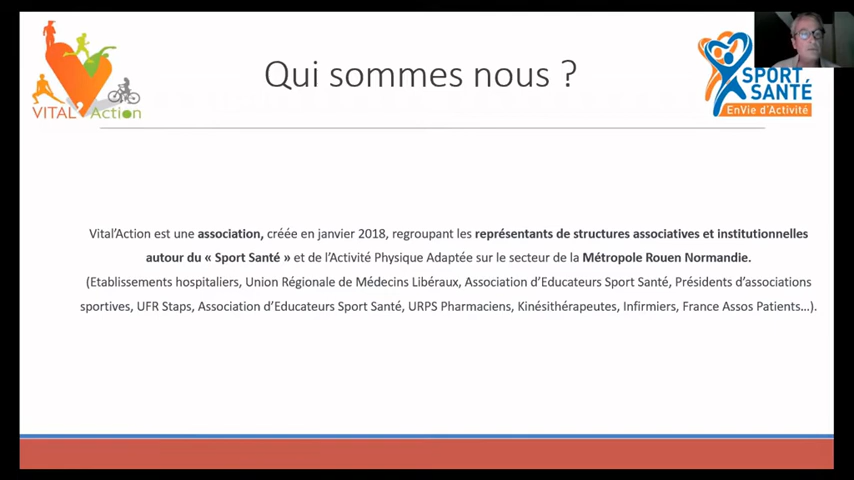 Qui sommes nous ?
VITAL Action
SPORT
SANTÉ
EnVie d'Activité
Vital'Action est une association, créée en janvier 2018, regroupant les représentants de structures associatives et institutionnelles
autour du « Sport Santé » et de l'Activité Physique Adaptée sur le secteur de la Métropole Rouen Normandie.
(Etablissements hospitaliers, Union Régionale de Médecins Libéraux, Association d'Educateurs Sport Santé, Présidents d'associations
sportives, UFR Staps, Association d'Educateurs Sport Santé, URPS Pharmaciens, Kinésithérapeutes, Infirmiers, France Assos Patients...).